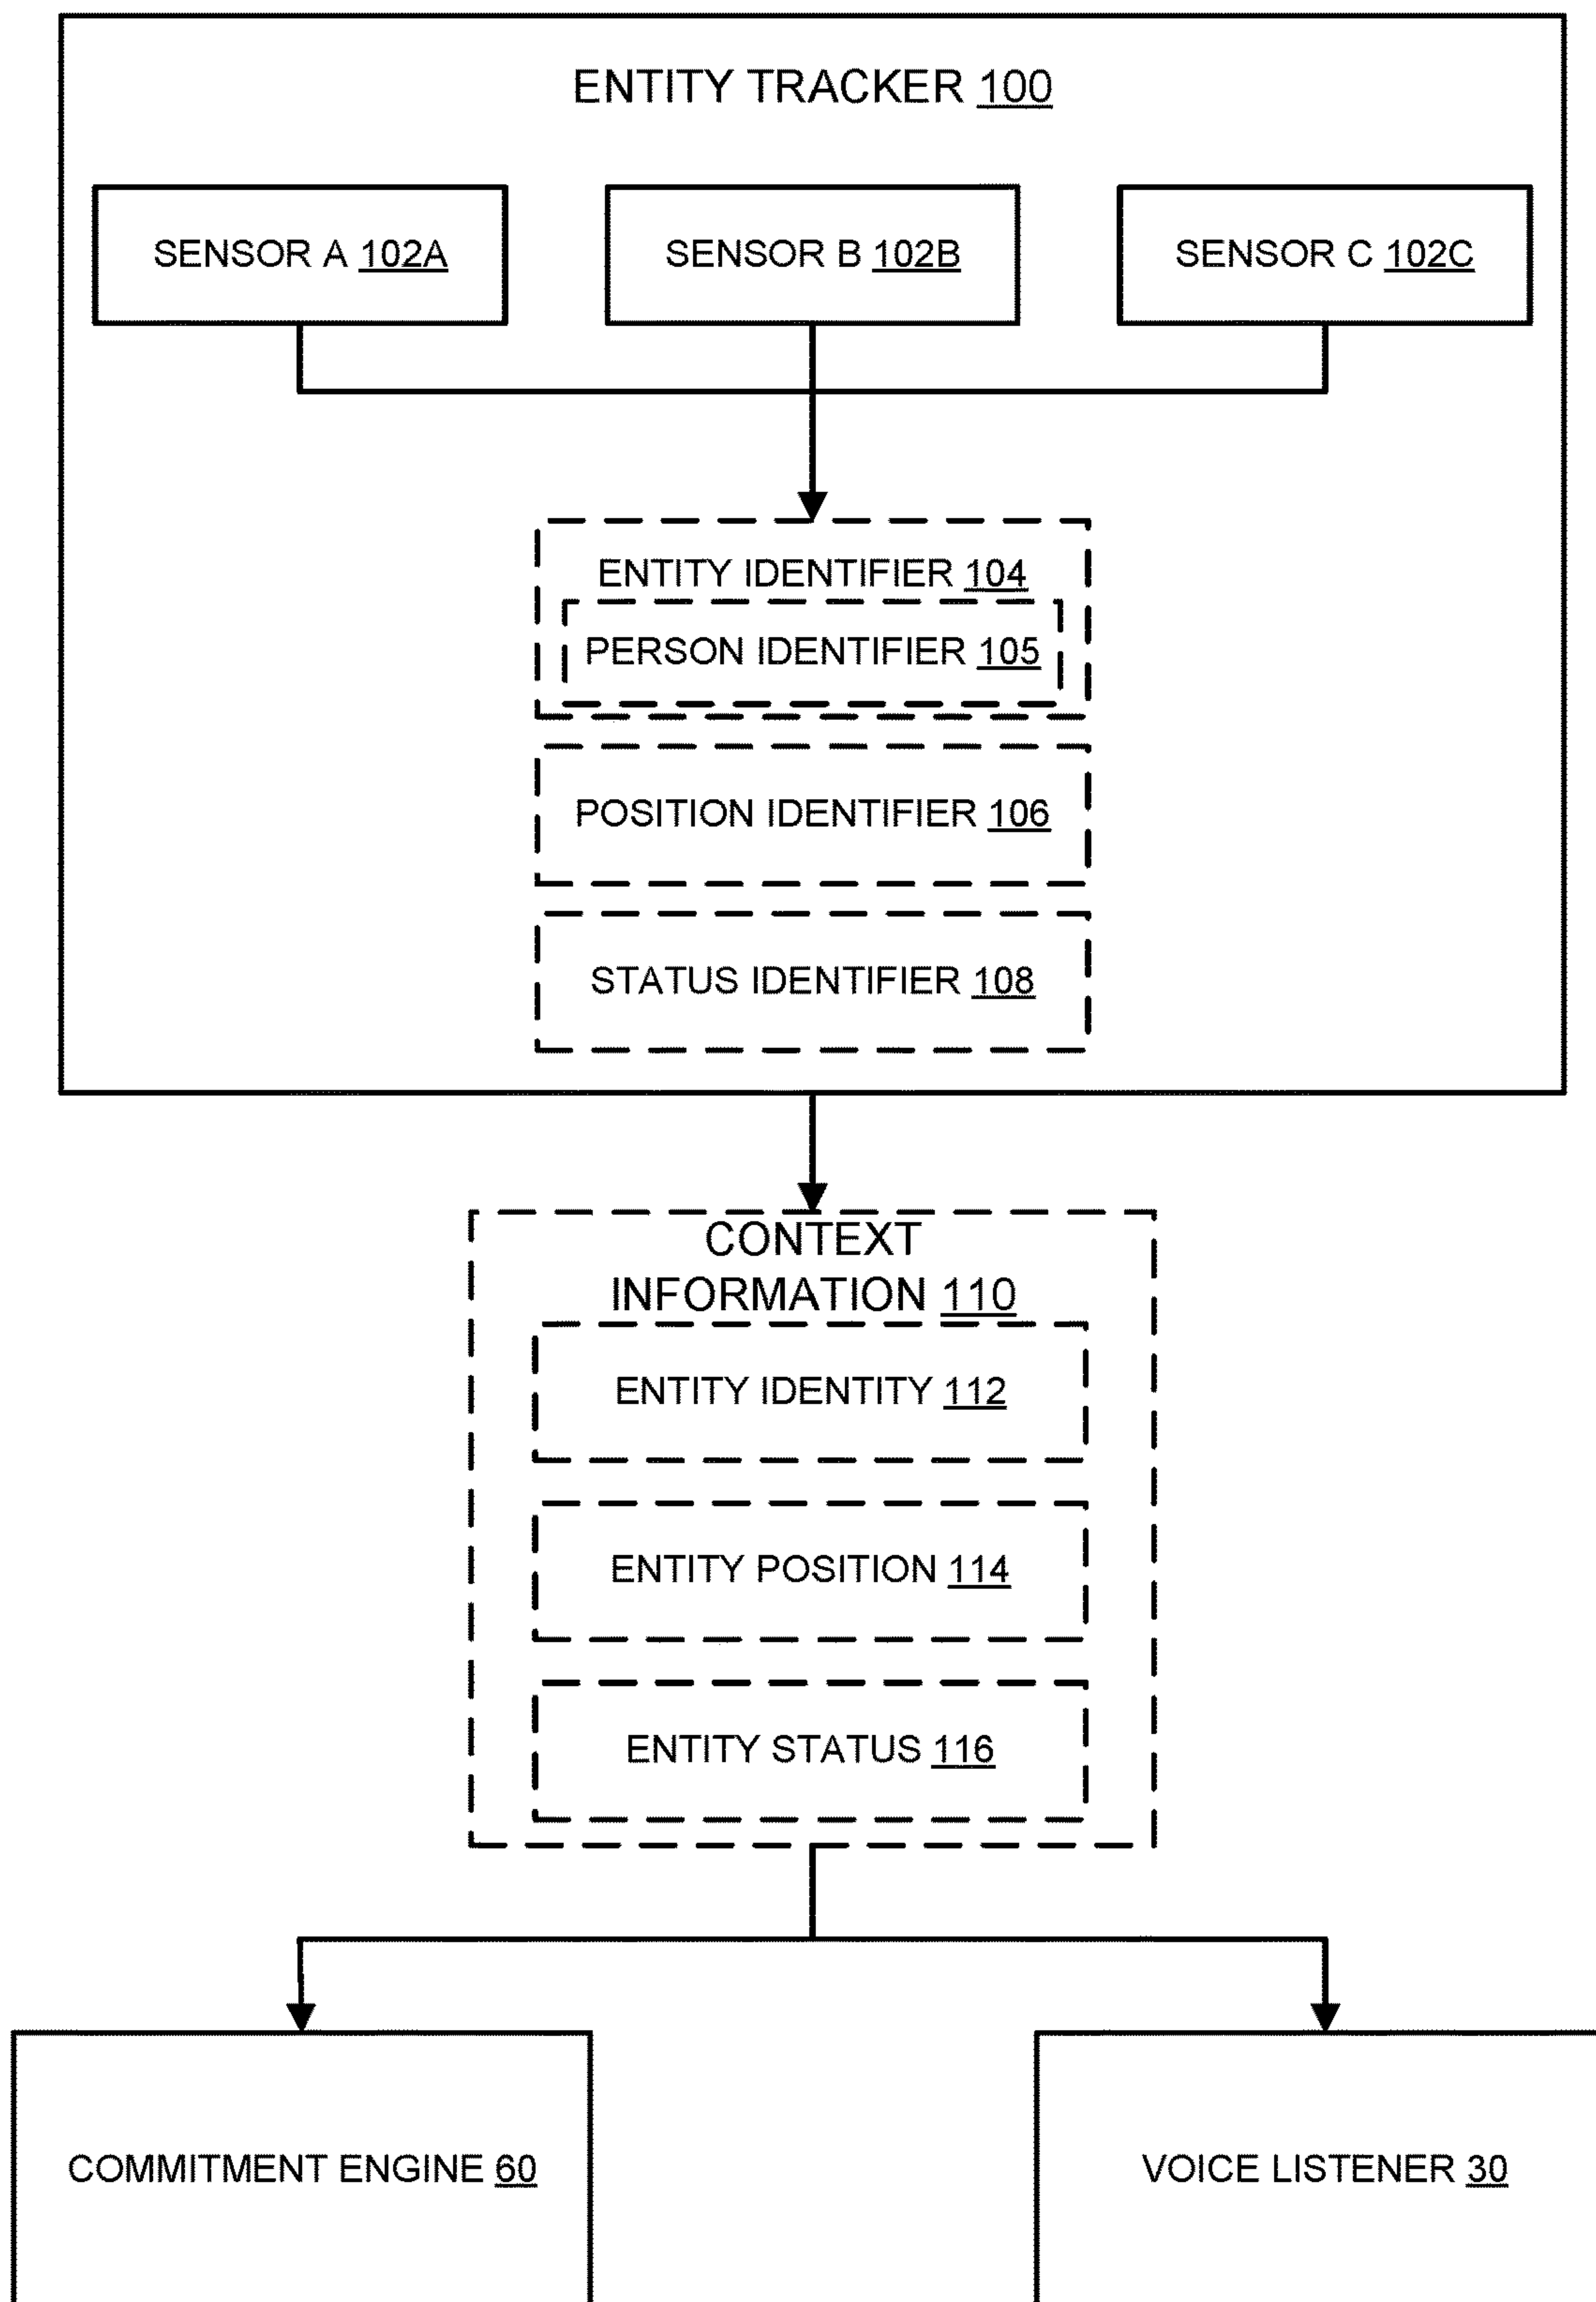 ENTITY TRACKER 100
SENSOR A 102A
SENSOR B 102B
SENSOR C 102C
ENTITY IDENTIFIER 104
PERSON IDENTIFIER 105
POSITION IDENTIFIER 106
STATUS IDENTIFIER 108
CONTEXT
INFORMATION 110
ENTITY IDENTITY 112
ENTITY POSITION 114
ENTITY STATUS 116
COMMITMENT ENGINE 60
VOICE LISTENER 30